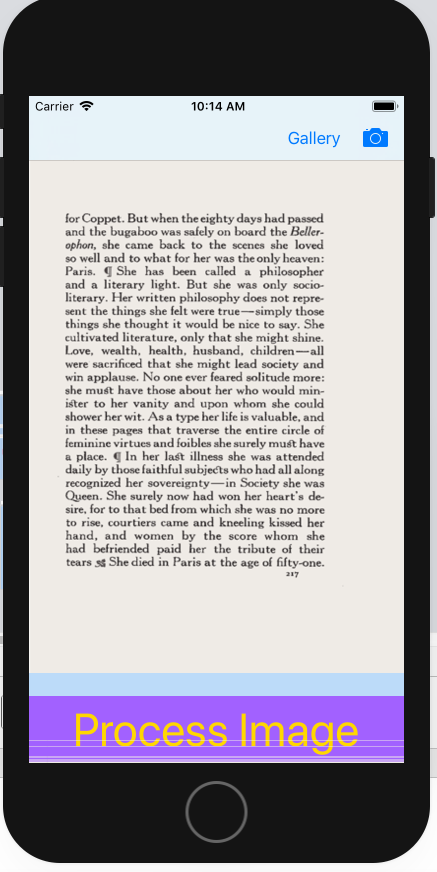 Carrier 10:14 AM
Gallery
for Coppet. But when the eighty days had passed
and the bugaboo was safely on board the Beller-
ophon, she came back to the scenes she loved
so well and to what for her was the only heaven:
Paris. ¶ She has been called a philosopher
and a literary light. But she was only socio-
literary. Her written philosophy does not repre-
sent the things she felt were true—simply those
things she thought it would be nice to say. She
cultivated literature, only that she might shine.
Love, wealth, health, husband, children—all
were sacrificed that she might lead society and
win applause. No one ever feared solitude more:
she must have those about her who would min-
ister to her vanity and upon whom she could
shower her wit. As a type her life is valuable, and
in these pages that traverse the entire circle of
feminine virtues and foibles she surely must have
a place. ¶ In her last illness she was attended
daily by those faithful subjects who had all along
recognized her sovereignty—in Society she was
Queen. She surely now had won her heart's de-
sire, for to that bed from which she was no more
to rise, courtiers came and kneeling kissed her
hand, and women by the score whom she
had befriended paid her the tribute of their
tears She died in Paris at the age of fifty-one.
217
Process Image